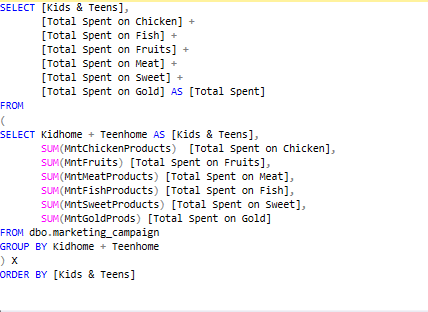 SELECT [Kids & Teens],
[Total Spent on Chicken] +
[Total Spent on Fish] +
[Total Spent on Fruits] +
[Total Spent on Meat] +
[Total Spent on Sweet] +
[Total Spent on Gold] AS [Total Spent]
FROM
(
SELECT Kidhome + Teenhome AS [Kids & Teens],
SUM(MntChickenProducts)  [Total Spent on Chicken],
SUM(MntFruits) [Total Spent on Fruits],
SUM(MntMeatProducts) [Total Spent on Meat],
SUM(MntFishProducts) [Total Spent on Fish],
SUM(MntSweetProducts) [Total Spent on Sweet],
SUM(MntGoldProds) [Total Spent on Gold]
FROM dbo.marketing_campaign
GROUP BY Kidhome + Teenhome
) X
ORDER BY [Kids & Teens]